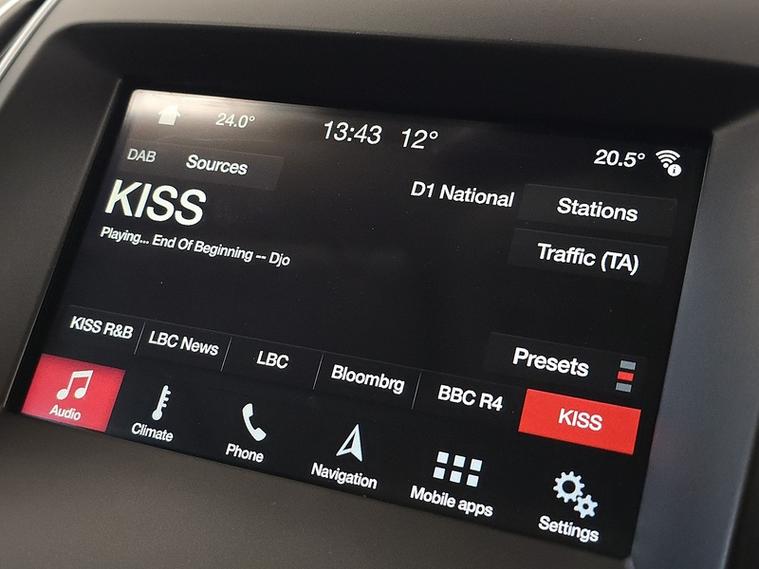 24.0° 13:43 12° 20.5°
DAB Sources D1 National Stations
KISS
Playing... End Of Beginning -- Djo
Traffic (TA)
Presets
KISS R&B LBC News LBC Bloombrg BBC R4 KISS
Audio Climate Phone Navigation Mobile apps Settings